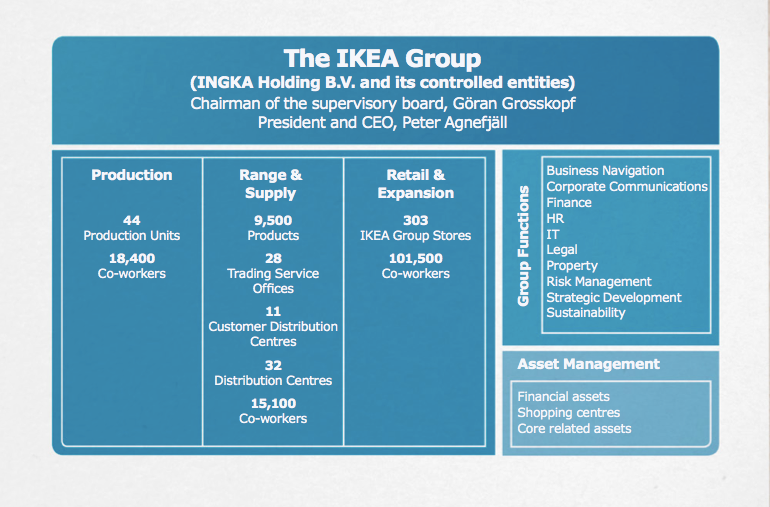 The IKEA Group
(INGKA Holding B.V. and its controlled entities)
Chairman of the supervisory board, Göran Grosskopf
President and CEO, Peter Agnefjäll
Production
44
Production Units
18,400
Co-workers
Range &
Supply
9,500
Products
28
Trading Service
Offices
11
Customer Distribution
Centres
32
Distribution Centres
15,100
Co-workers
Retail &
Expansion
303
IKEA Group Stores
101,500
Co-workers
Group Functions
Business Navigation
Corporate Communications
Finance
HR
IT
Legal
Property
Risk Management
Strategic Development
Sustainability
Asset Management
Financial assets
Shopping centres
Core related assets